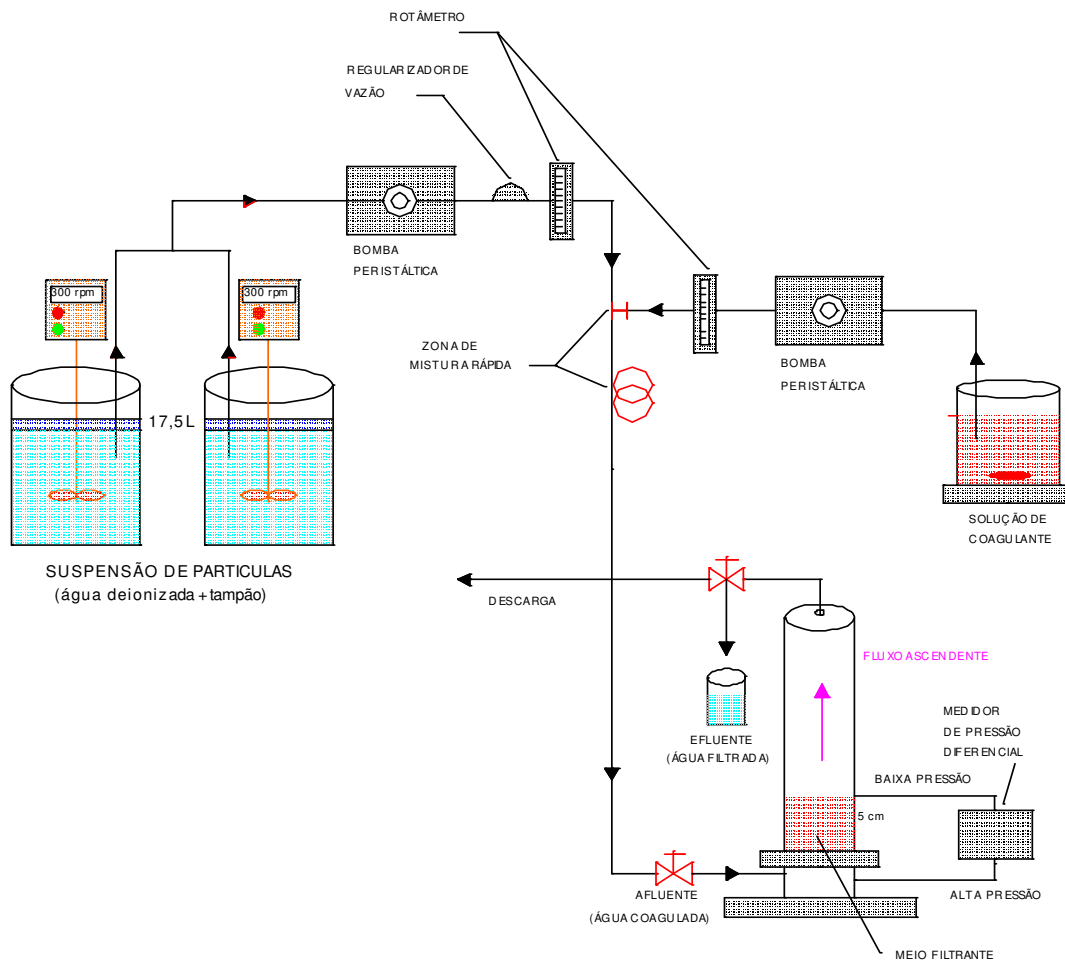 ROTÂMETRO
REGULARIZADOR DE
VAZÃO
BOMBA
PERISTÁLTICA
300 rpm
300 rpm
ZONA DE
MISTURA RÁPIDA
BOMBA
PERISTÁLTICA
17,5L
SOLUÇÃO DE
COAGULANTE
SUSPENSÃO DE PARTICULAS
(água deionizada + tampão)
DESCARGA
FLUXO ASCENDENTE
EFLUENTE
(ÁGUA FILTRADA)
MEDIDOR
DE PRESSÃO
DIFERENCIAL
BAIXA PRESSÃO
5 cm
AFLUENTE
(ÁGUA COAGULADA)
ALTA PRESSÃO
MEIO FILTRANTE